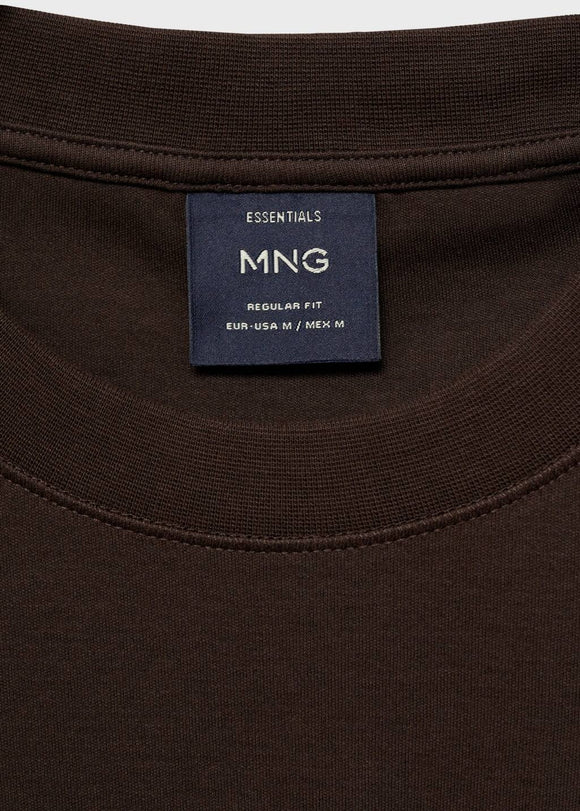 ESSENTIALS
MNG
REGULAR FIT
EUR-USA M / MEX M